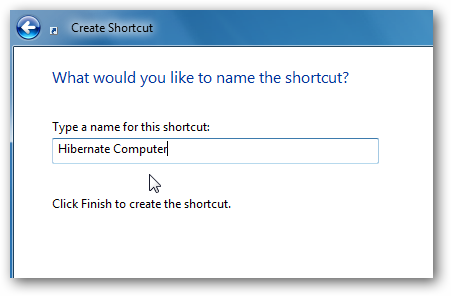 Create Shortcut
What would you like to name the shortcut?
Type a name for this shortcut:
Hibernate Computer
Click Finish to create the shortcut.